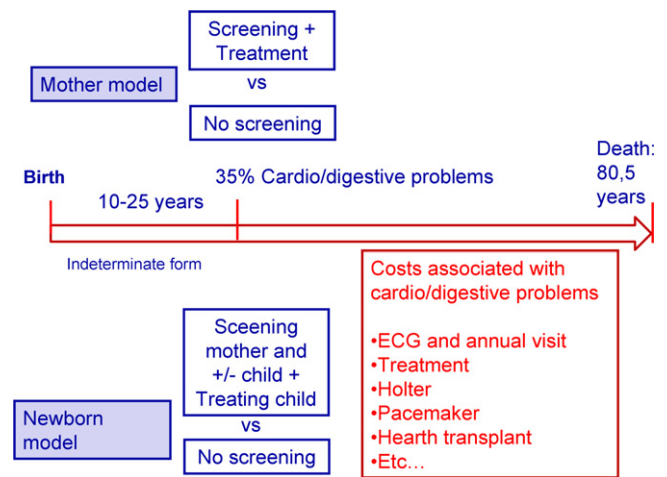 Screening +
Treatment
Mother model
vs
No screening
Death:
80,5
years
Birth
35% Cardio/digestive problems
10-25 years
Indeterminate form
Costs associated with
cardio/digestive problems
•ECG and annual visit
•Treatment
•Holter
•Pacemaker
•Hearth transplant
•Etc...
Sceening
mother and
+/- child +
Treating child
Newborn
model
vs
No screening